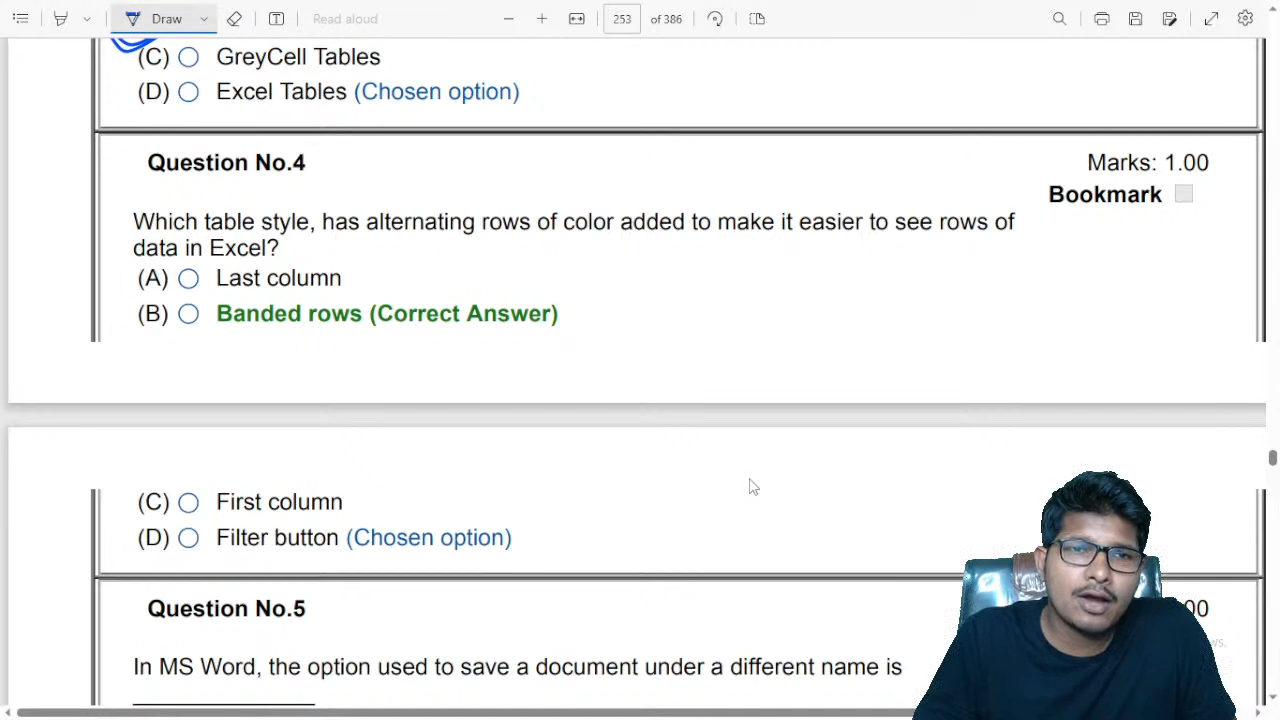 Draw
Read aloud
253 of 386
(C) GreyCell Tables
(D) Excel Tables (Chosen option)
Question No.4
Marks: 1.00
Bookmark
Which table style, has alternating rows of color added to make it easier to see rows of
data in Excel?
(A) Last column
(B) Banded rows (Correct Answer)
(C) First column
(D) Filter button (Chosen option)
Question No.5
00
In MS Word, the option used to save a document under a different name is